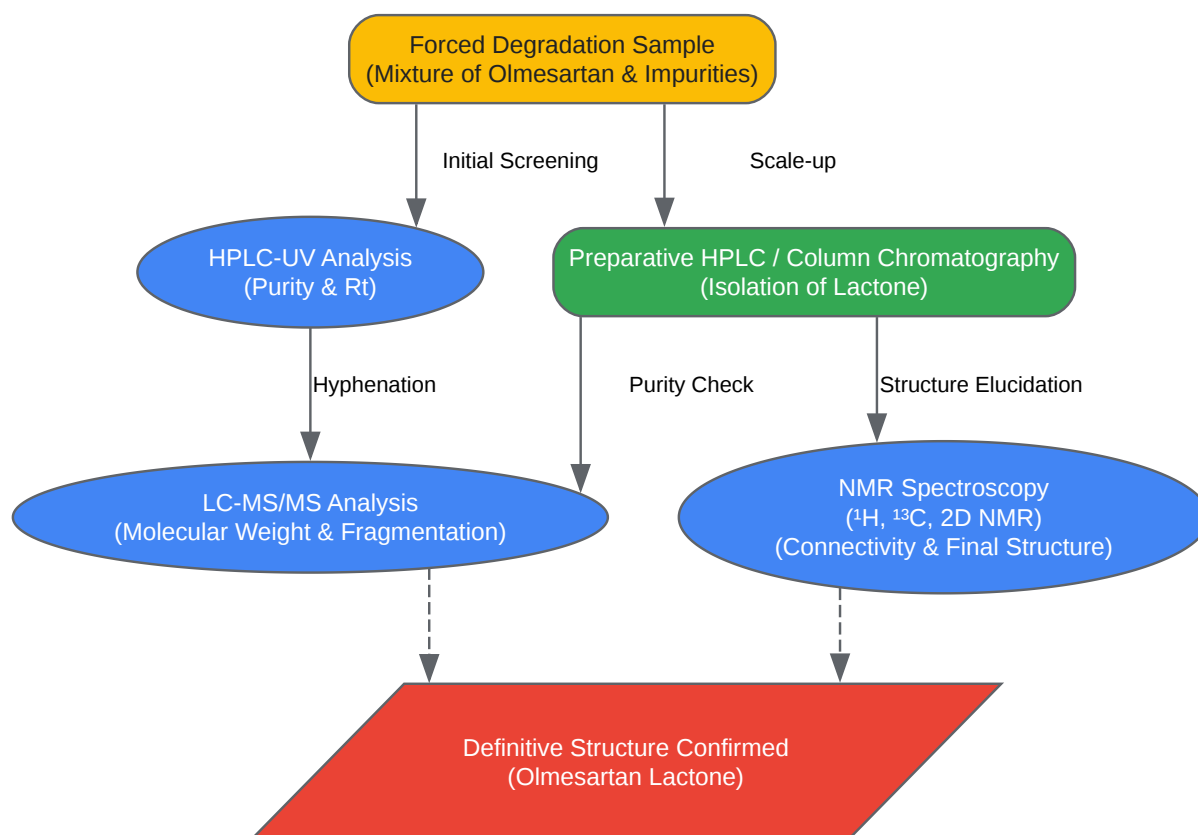 Forced Degradation Sample
(Mixture of Olmesartan & Impurities)
Initial Screening
Scale-up
HPLC-UV Analysis
(Purity & Rt)
Preparative HPLC / Column Chromatography
(Isolation of Lactone)
Hyphenation
Purity Check
Structure Elucidation
LC-MS/MS Analysis
(Molecular Weight & Fragmentation)
NMR Spectroscopy
(¹H, ¹³C, 2D NMR)
(Connectivity & Final Structure)
Definitive Structure Confirmed
(Olmesartan Lactone)